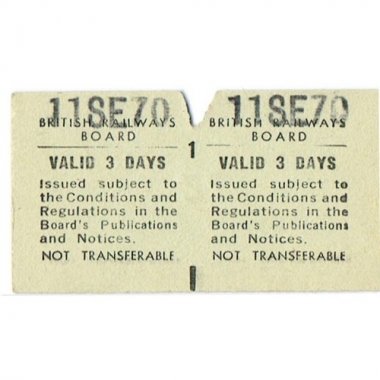 11SE70 11SE70
BRITISH RAILWAYS BRITISH RAILWAYS
BOARD BOARD
1
VALID 3 DAYS VALID 3 DAYS
Issued subject to Issued subject to
the Conditions and the Conditions and
Regulations in the Regulations in the
Board's Publications Board's Publications
and Notices. and Notices.
NOT TRANSFERABLE NOT TRANSFERABLE